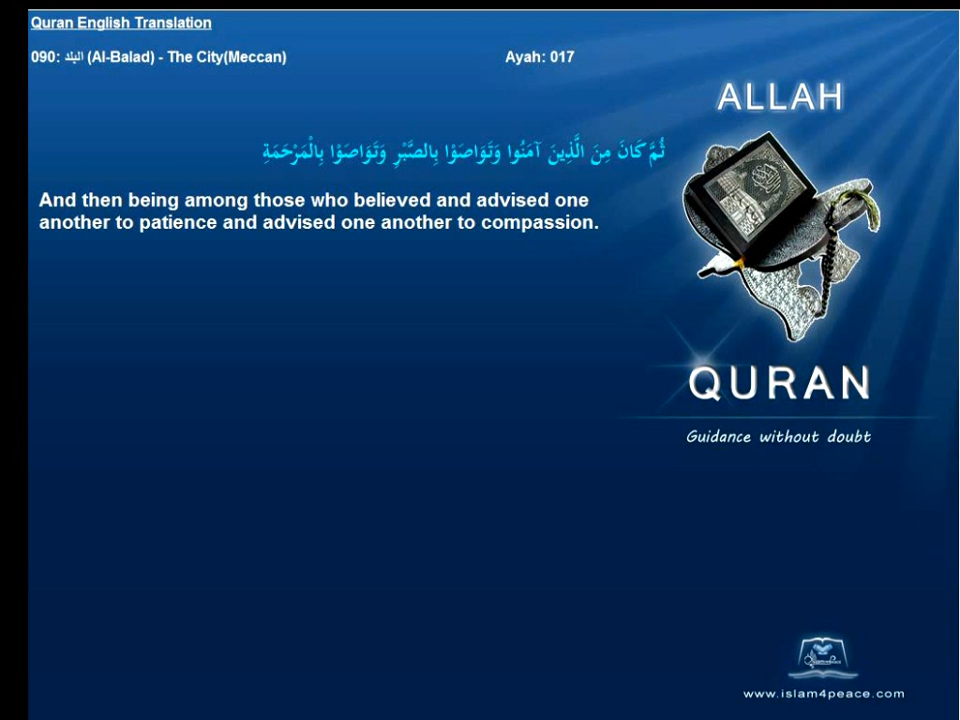 Quran English Translation
090: البلد (Al-Balad) - The City(Meccan) Ayah: 017
ALLAH
ثُمَّ كَانَ مِنَ الَّذِينَ آمَنُوا وَتَوَاصَوْا بِالصَّبْرِ وَتَوَاصَوْا بِالْمَرْحَمَةِ
And then being among those who believed and advised one
another to patience and advised one another to compassion.
QURAN
Guidance without doubt
www.islam4peace.com